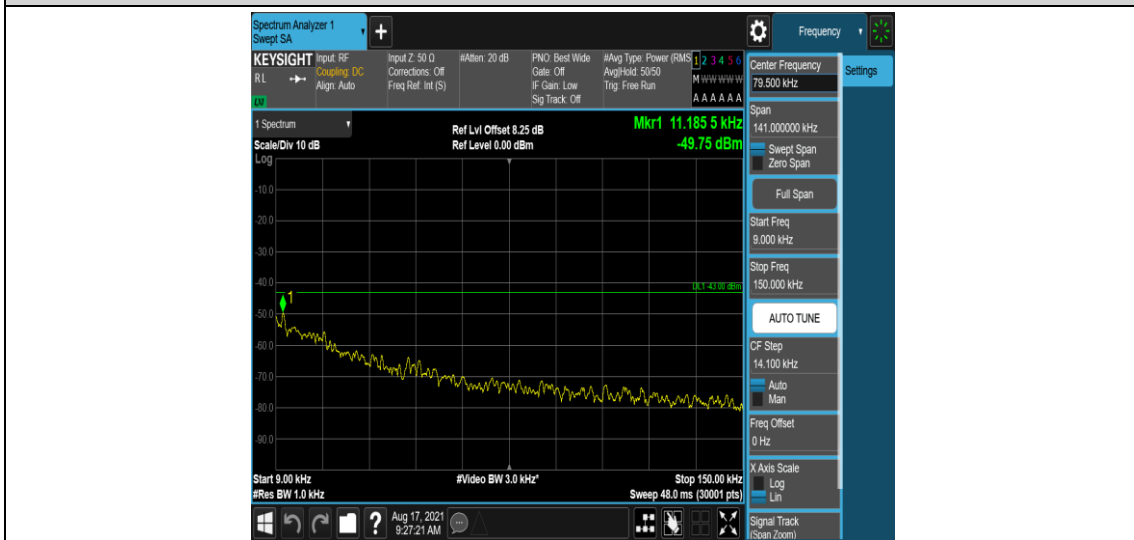 Spectrum Analyzer 1
Swept SA
+
Frequency
KEYSIGHT
RL
Input: RF
Coupling: DC
Align: Auto
Input Z: 50 Ω
Corrections: Off
Freq Ref: Int (S)
#Atten: 20 dB
PNO: Best Wide
Gate: Off
IF Gain: Low
Sig Track: Off
#Avg Type: Power (RMS
Avg|Hold: 50/50
Trig: Free Run
1 2 3 4 5 6
M W W W W W
A A A A A A
1 Spectrum
Scale/Div 10 dB
Ref Lvl Offset 8.25 dB
Ref Level 0.00 dBm
Mkr1 11.185 5 kHz
-49.75 dBm
Log
-10.0
-20.0
-30.0
-40.0
-50.0
-60.0
-70.0
-80.0
-90.0
DL1 -43.00 dBm
1
Start 9.00 kHz
#Res BW 1.0 kHz
#Video BW 3.0 kHz*
Stop 150.00 kHz
Sweep 48.0 ms (30001 pts)
?
Aug 17, 2021
9:27:21 AM
Center Frequency
79.500 kHz
Settings
Span
141.000000 kHz
Swept Span
Zero Span
Full Span
Start Freq
9.000 kHz
Stop Freq
150.000 kHz
AUTO TUNE
CF Step
14.100 kHz
Auto
Man
Freq Offset
0 Hz
X Axis Scale
Log
Lin
Signal Track
(Span Zoom)